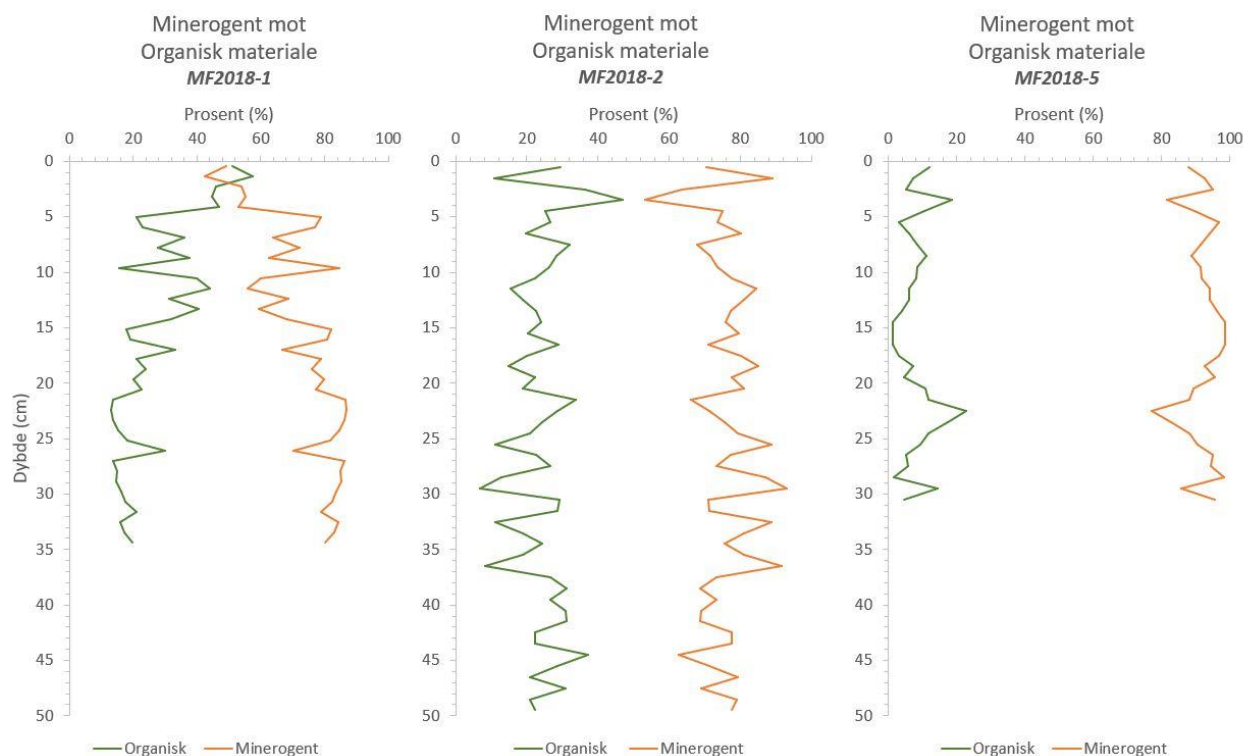 Minerogent mot
Organisk materiale
MF2018-1
Prosent (%)
0 20 40 60 80 100
0
5
10
15
20
25
30
35
40
45
50
Dybde (cm)
Organisk Minerogent
Minerogent mot
Organisk materiale
MF2018-2
Prosent (%)
0 20 40 60 80 100
0
5
10
15
20
25
30
35
40
45
50
Organisk Minerogent
Minerogent mot
Organisk materiale
MF2018-5
Prosent (%)
0 20 40 60 80 100
0
5
10
15
20
25
30
35
40
45
50
Organisk Minerogent